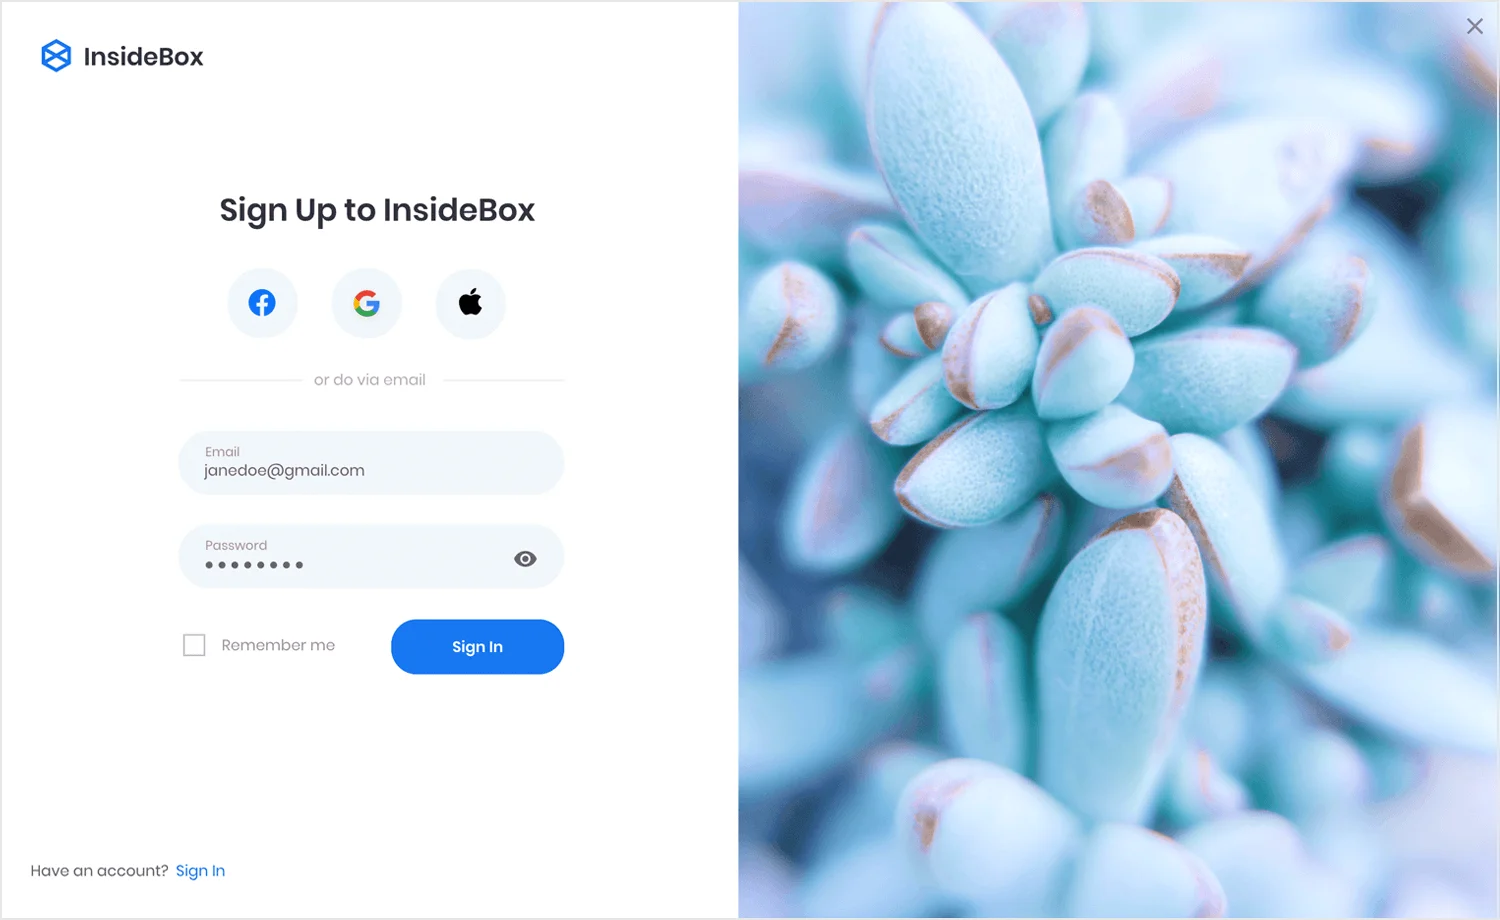 InsideBox
Sign Up to InsideBox
or do via email
Email
janedoe@gmail.com
Password
Remember me
Sign In
Have an account? Sign In